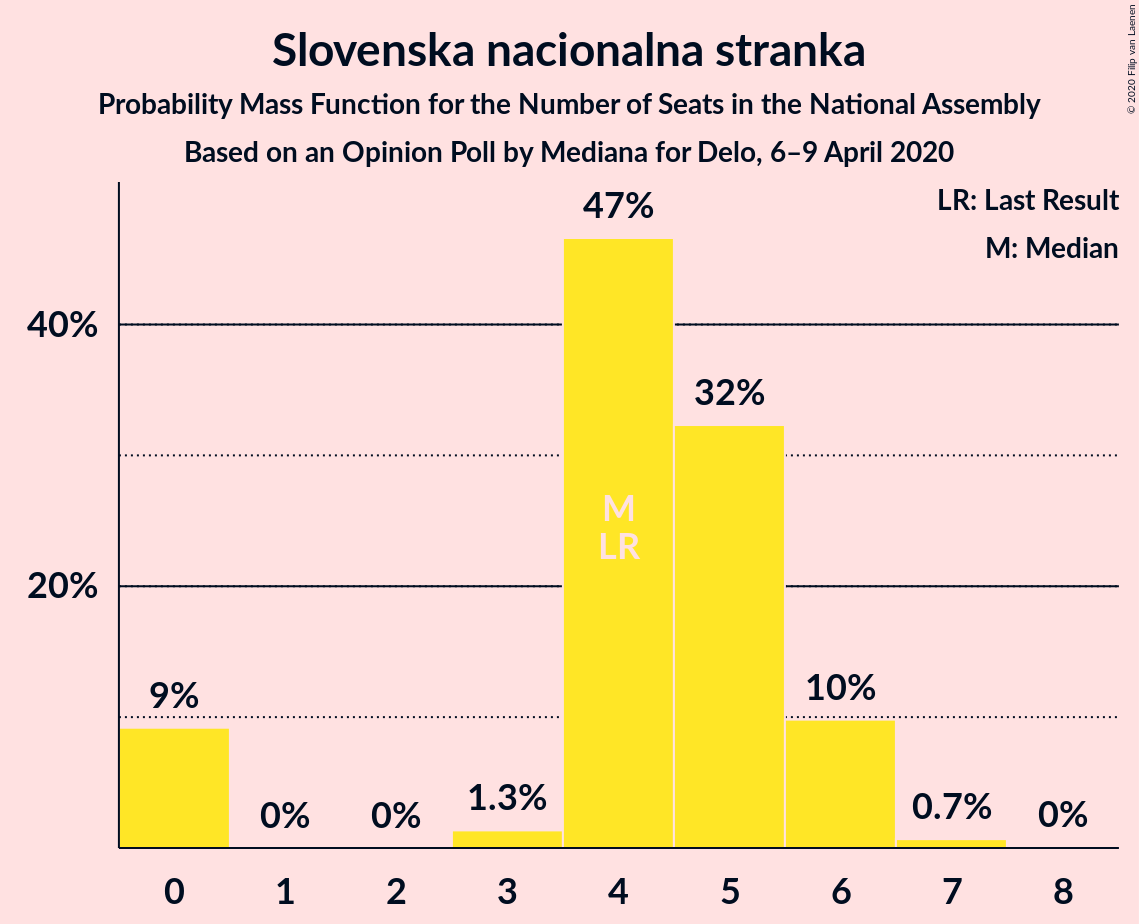 Slovenska nacionalna stranka
Probability Mass Function for the Number of Seats in the National Assembly
Based on an Opinion Poll by Mediana for Delo, 6–9 April 2020
© 2020 Filip van Laenen
LR: Last Result
M: Median
40%
20%
9%
0%
0%
1.3%
47%
M
LR
32%
10%
0.7%
0%
0 1 2 3 4 5 6 7 8